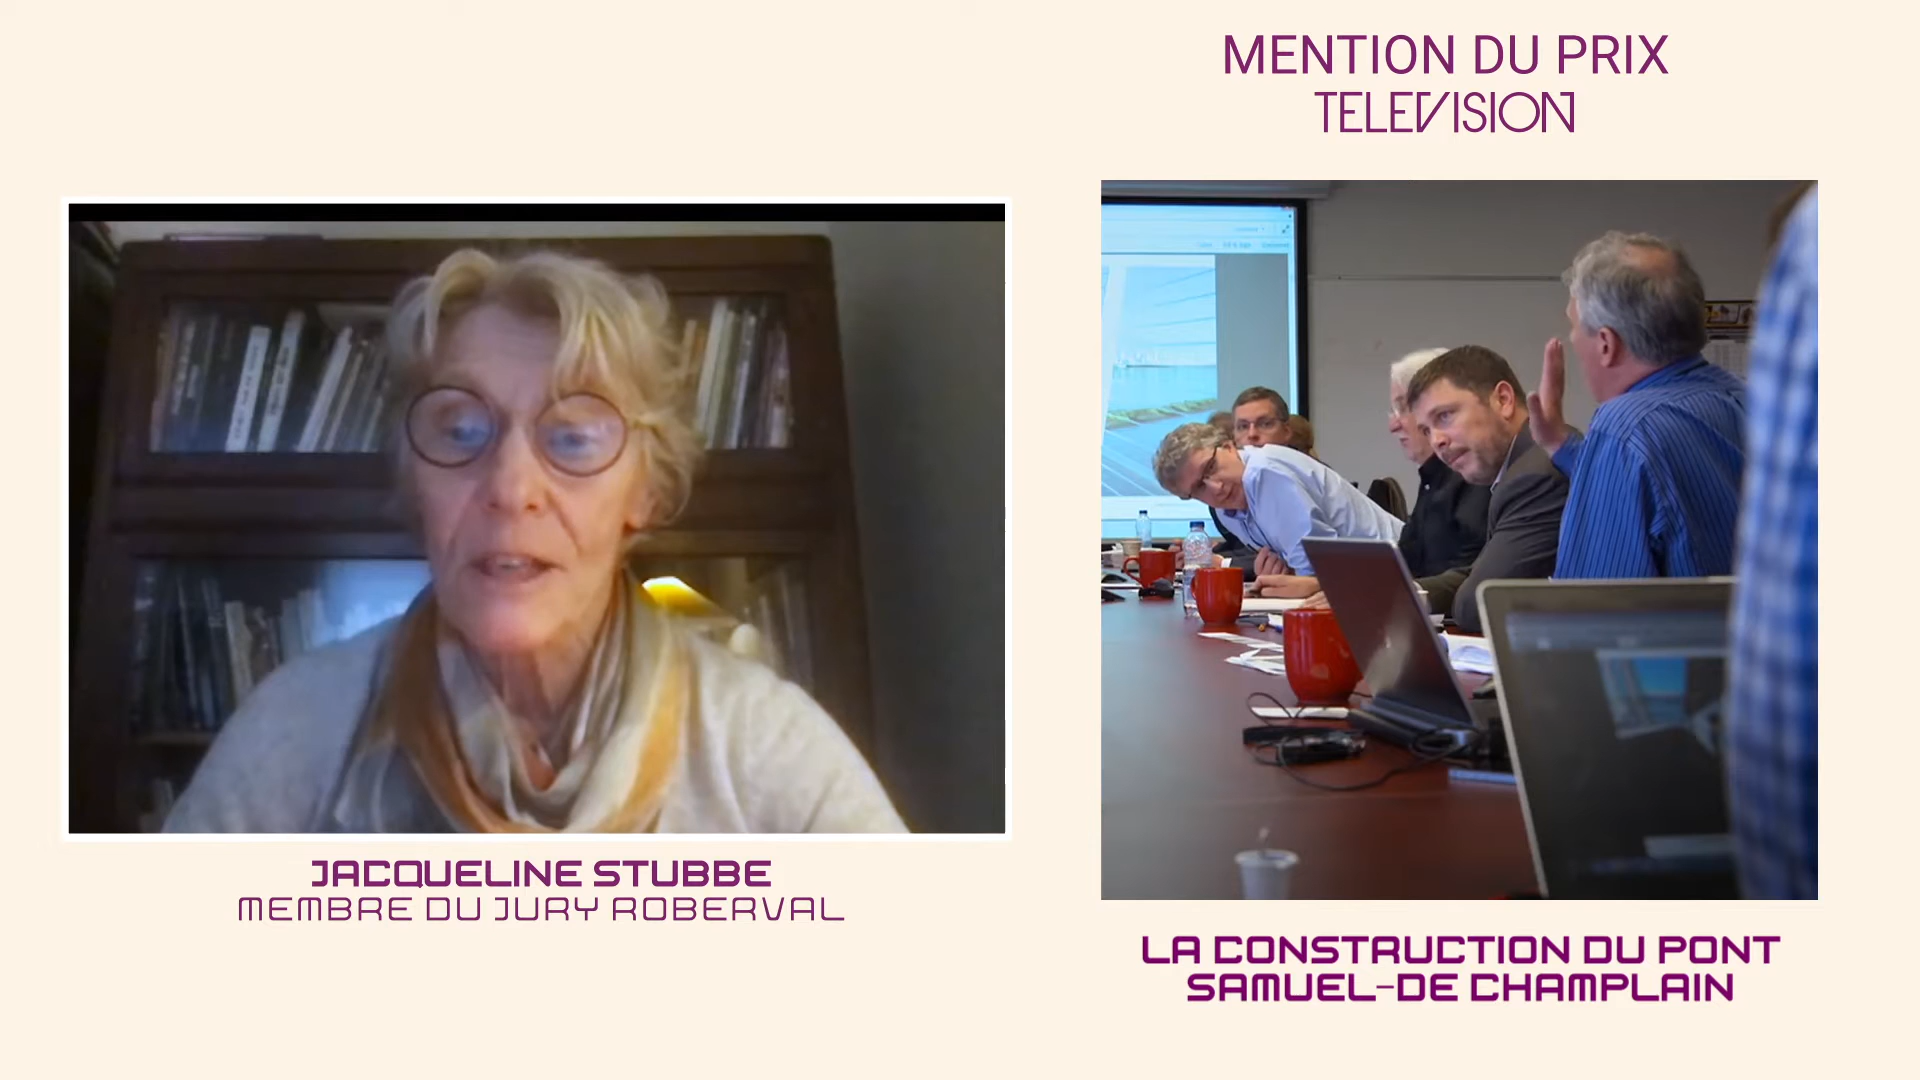 MENTION DU PRIX
TELEVISION
JACQUELINE STUBBE
MEMBRE DU JURY ROBERVAL
LA CONSTRUCTION DU PONT
SAMUEL-DE CHAMPLAIN